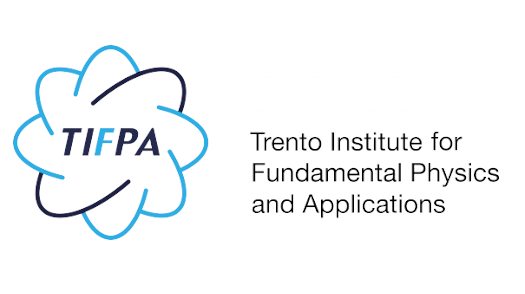 TIFPA
Trento Institute for
Fundamental Physics
and Applications